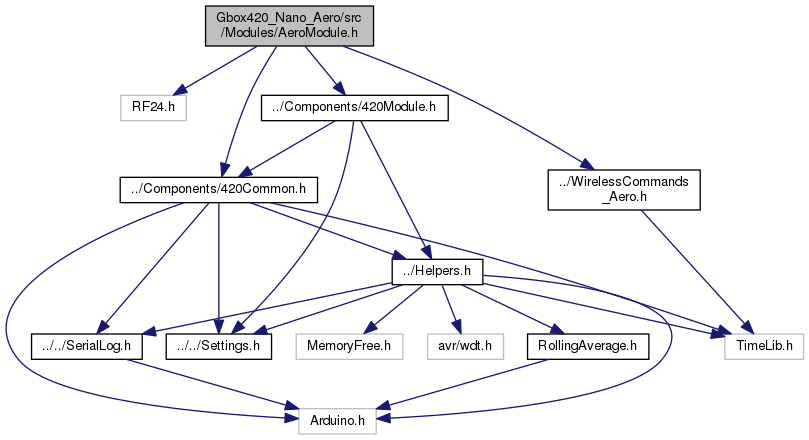 Gbox420_Nano_Aero/src
/Modules/AeroModule.h
RF24.h
../Components/420Module.h
../Components/420Common.h
../WirelessCommands
_Aero.h
../Helpers.h
../../SerialLog.h
../../Settings.h
MemoryFree.h
avr/wdt.h
RollingAverage.h
TimeLib.h
Arduino.h